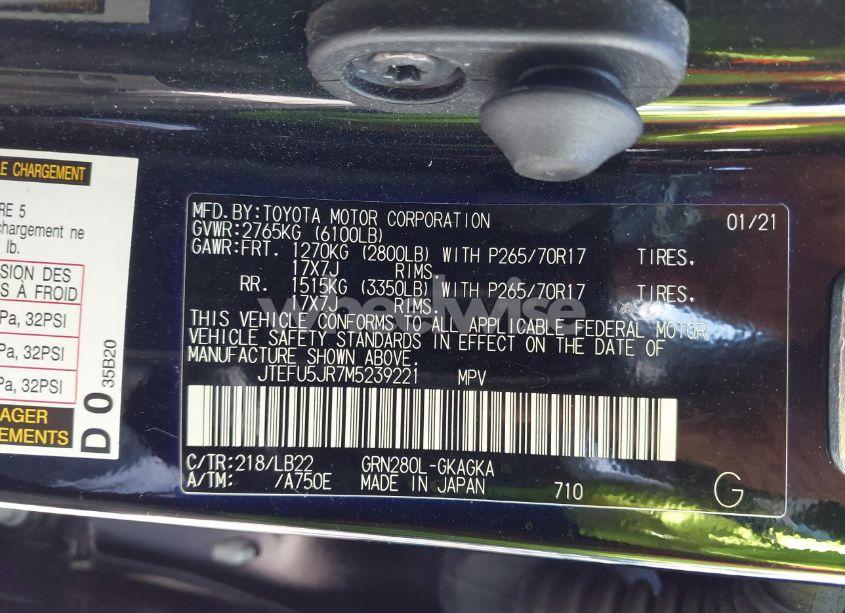 LE CHARGEMENT
RE 5
chargement ne
lb.
SION DES
S À FROID
Pa, 32PSI
Pa, 32PSI
Pa, 32PSI
AGER
EMENTS
D0
35B20
MFD.BY:TOYOTA MOTOR CORPORATION 01/21
GVWR:2765KG (6100LB)
GAWR:FRT. 1270KG (2800LB) WITH P265/70R17 TIRES.
17X7J RIMS.
RR. 1515KG (3350LB) WITH P265/70R17 TIRES.
17X7J RIMS.
THIS VEHICLE CONFORMS TO ALL APPLICABLE FEDERAL MOTOR
VEHICLE SAFETY STANDARDS IN EFFECT ON THE DATE OF
MANUFACTURE SHOWN ABOVE.
JTEFU5JR7M5239221 MPV
C/TR:218/LB22 GRN280L-GKAGKA
A/TM: /A750E MADE IN JAPAN 710 G
wheelwise